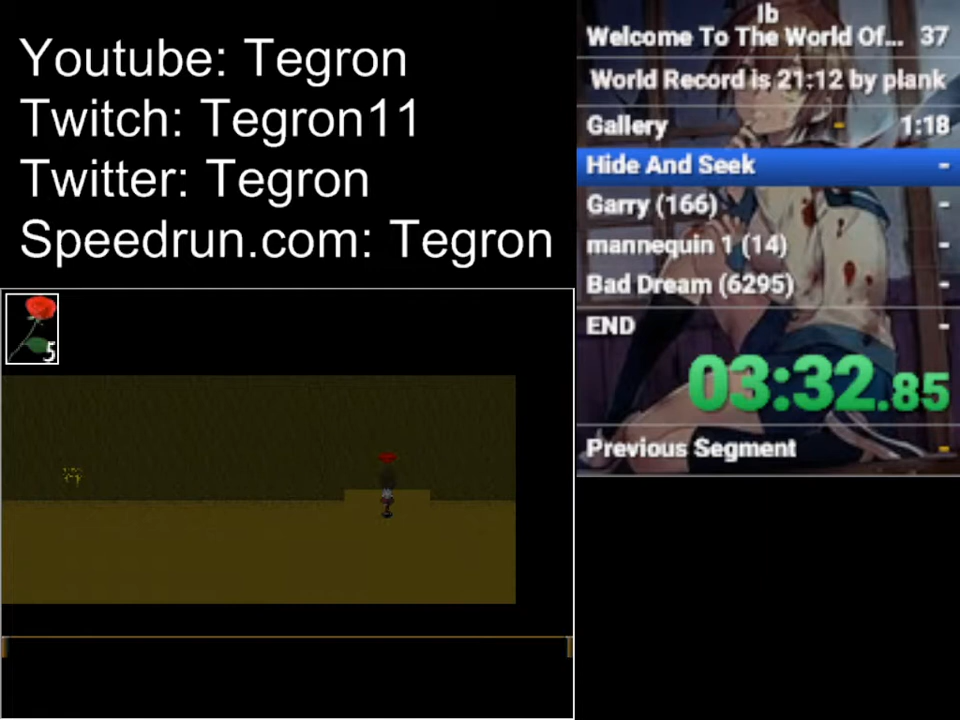 Youtube: Tegron
Twitch: Tegron11
Twitter: Tegron
Speedrun.com: Tegron
5
Ib
Welcome To The World Of... 37
World Record is 21:12 by plank
Gallery - 1:18
Hide And Seek -
Garry (166) -
mannequin 1 (14) -
Bad Dream (6295) -
END -
03:32.85
Previous Segment -